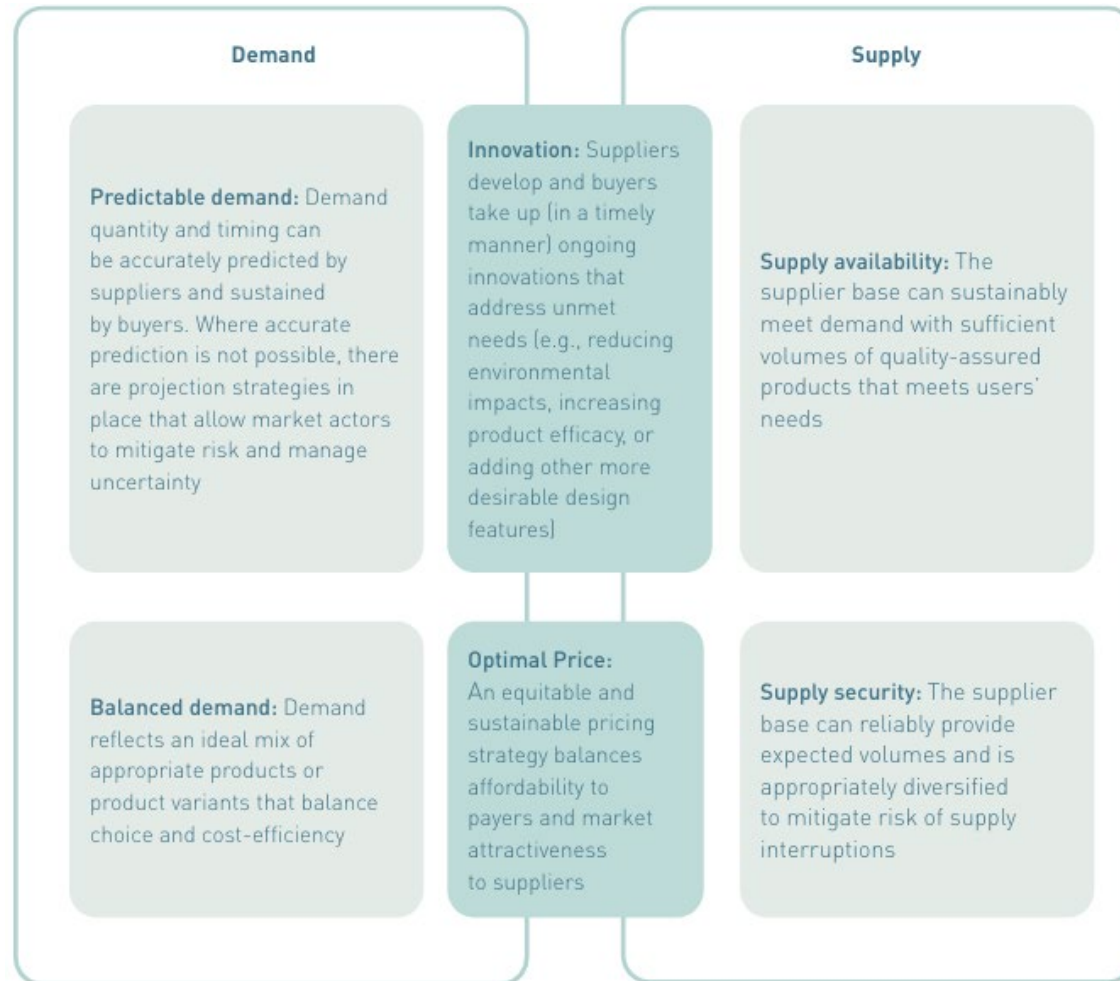 Demand
Predictable demand: Demand
quantity and timing can
be accurately predicted by
suppliers and sustained
by buyers. Where accurate
prediction is not possible, there
are projection strategies in
place that allow market actors
to mitigate risk and manage
uncertainty
Balanced demand: Demand
reflects an ideal mix of
appropriate products or
product variants that balance
choice and cost-efficiency
Innovation: Suppliers
develop and buyers
take up (in a timely
manner) ongoing
innovations that
address unmet
needs (e.g., reducing
environmental
impacts, increasing
product efficacy, or
adding other more
desirable design
features)
Optimal Price:
An equitable and
sustainable pricing
strategy balances
affordability to
payers and market
attractiveness
to suppliers
Supply
Supply availability: The
supplier base can sustainably
meet demand with sufficient
volumes of quality-assured
products that meets users’
needs
Supply security: The supplier
base can reliably provide
expected volumes and is
appropriately diversified
to mitigate risk of supply
interruptions